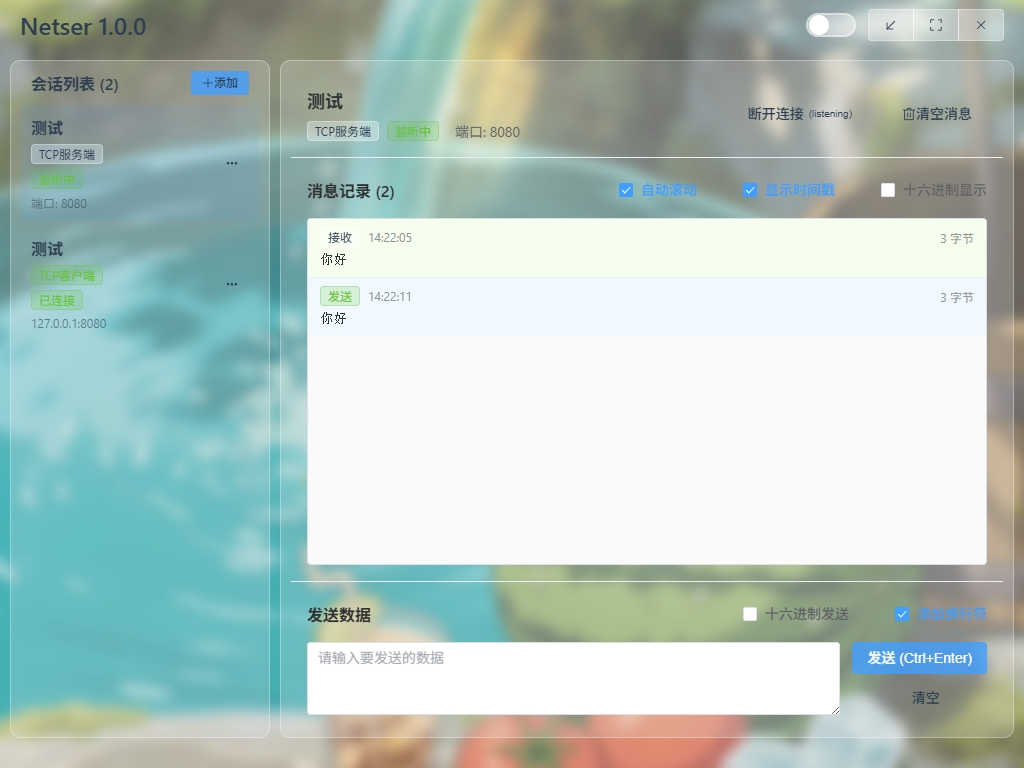 Netser 1.0.0
会话列表 (2)
＋添加
测试
TCP服务端
监听中
端口: 8080
...
测试
TCP客户端
已连接
127.0.0.1:8080
...
测试
TCP服务端 监听中 端口: 8080
断开连接 (listening) 清空消息
消息记录 (2) 自动滚动 显示时间戳 十六进制显示
接收 14:22:05 3 字节
你好
发送 14:22:11 3 字节
你好
发送数据 十六进制发送 添加换行符
请输入要发送的数据
发送 (Ctrl+Enter)
清空